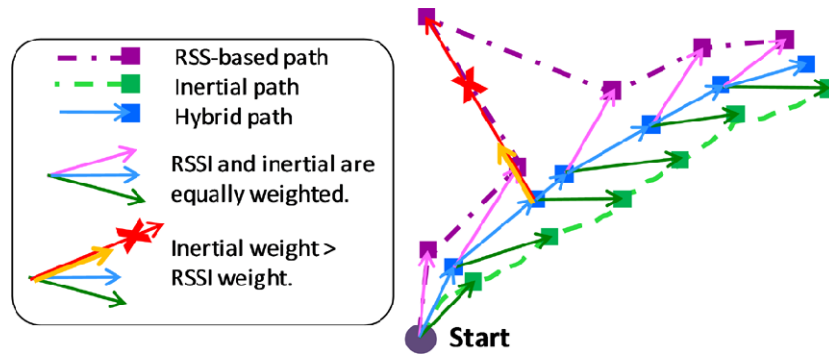 RSS-based path
Inertial path
Hybrid path
RSSI and inertial are
equally weighted.
Inertial weight >
RSSI weight.
Start